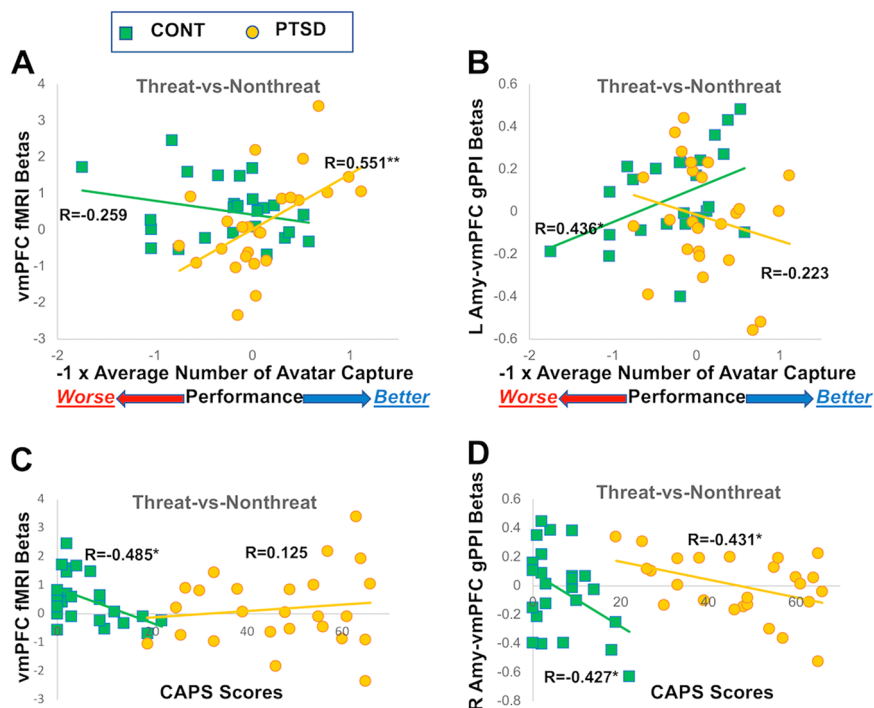 CONT PTSD
A
Threat-vs-Nonthreat
vmPFC fMRI Betas
4
3
2
1
0
-1
-2
-3
R=0.551**
R=-0.259
-2 -1 0 1
-1 x Average Number of Avatar Capture
Worse Performance Better
B
Threat-vs-Nonthreat
L Amy-vmPFC gPPI Betas
0.6
0.4
0.2
0
-0.2
-0.4
-0.6
R=0.436*
R=-0.223
-2 -1 0 1 2
-1 x Average Number of Avatar Capture
Worse Performance Better
C
Threat-vs-Nonthreat
vmPFC fMRI Betas
4
3
2
1
0
-1
-2
-3
R=-0.485*
R=0.125
20 40 60
CAPS Scores
D
Threat-vs-Nonthreat
R Amy-vmPFC gPPI Betas
0.6
0.4
0.2
0
-0.2
-0.4
-0.6
-0.8
R=-0.431*
0 20 40 60
R=-0.427*
CAPS Scores